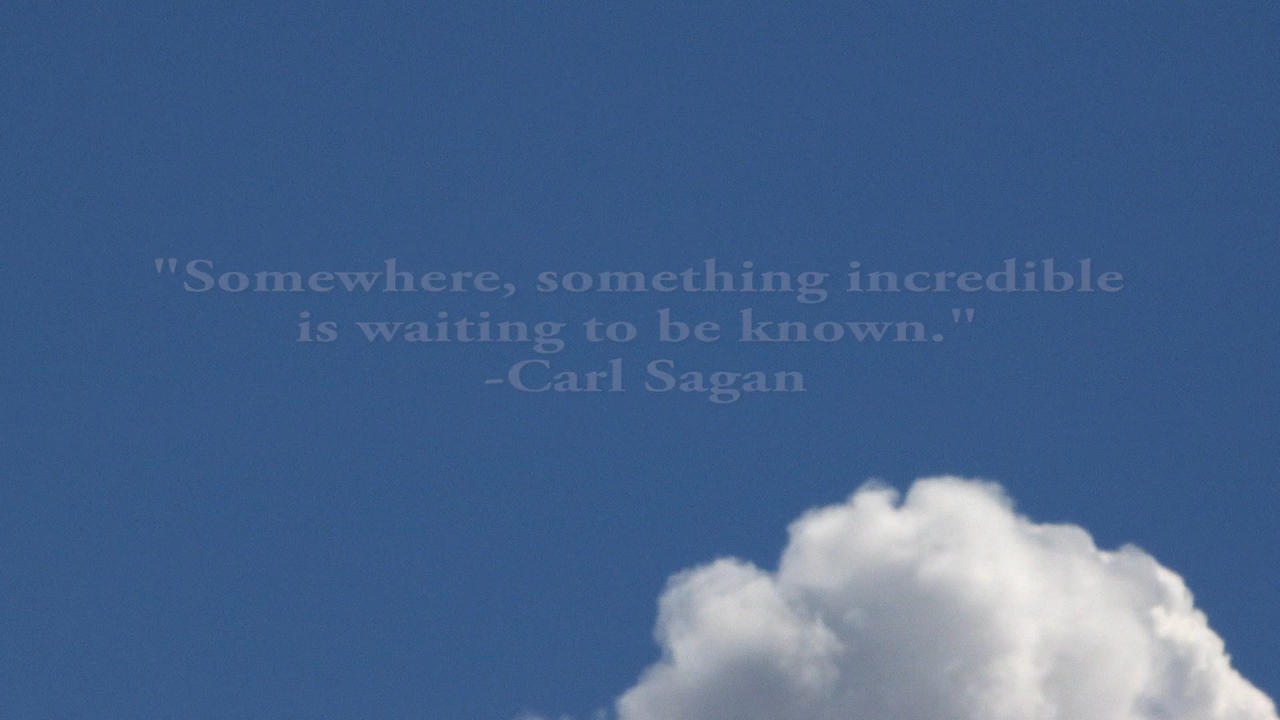 "Somewhere, something incredible
is waiting to be known."
-Carl Sagan